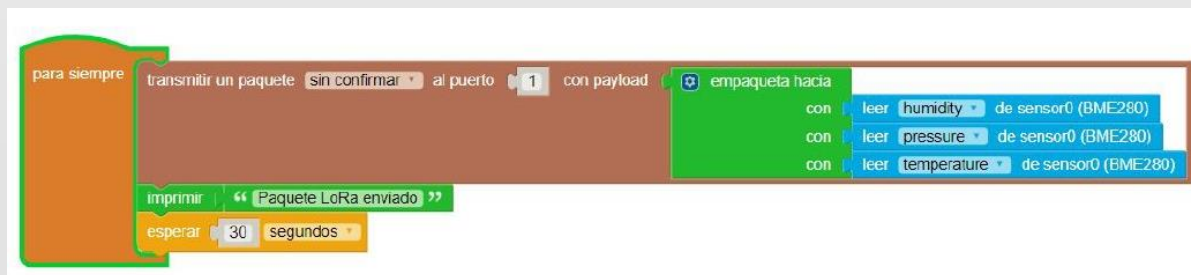 para siempre
transmitir un paquete sin confirmar al puerto 1 con payload empaqueta hacia
con leer humidity de sensor0 (BME280)
con leer pressure de sensor0 (BME280)
con leer temperature de sensor0 (BME280)
imprimir “ Paquete LoRa enviado ”
esperar 30 segundos